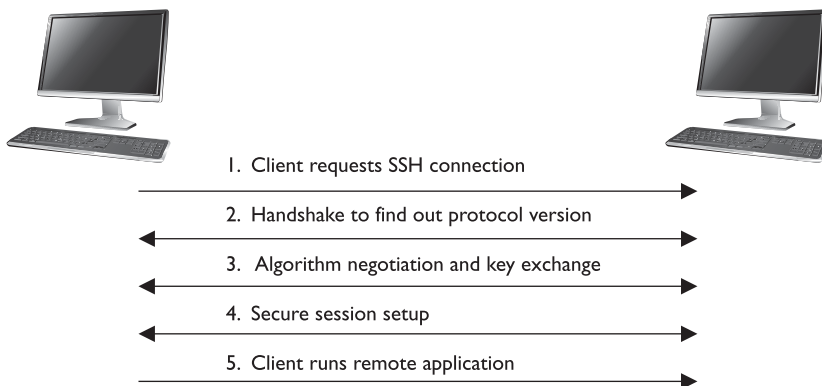 1. Client requests SSH connection
2. Handshake to find out protocol version
3. Algorithm negotiation and key exchange
4. Secure session setup
5. Client runs remote application